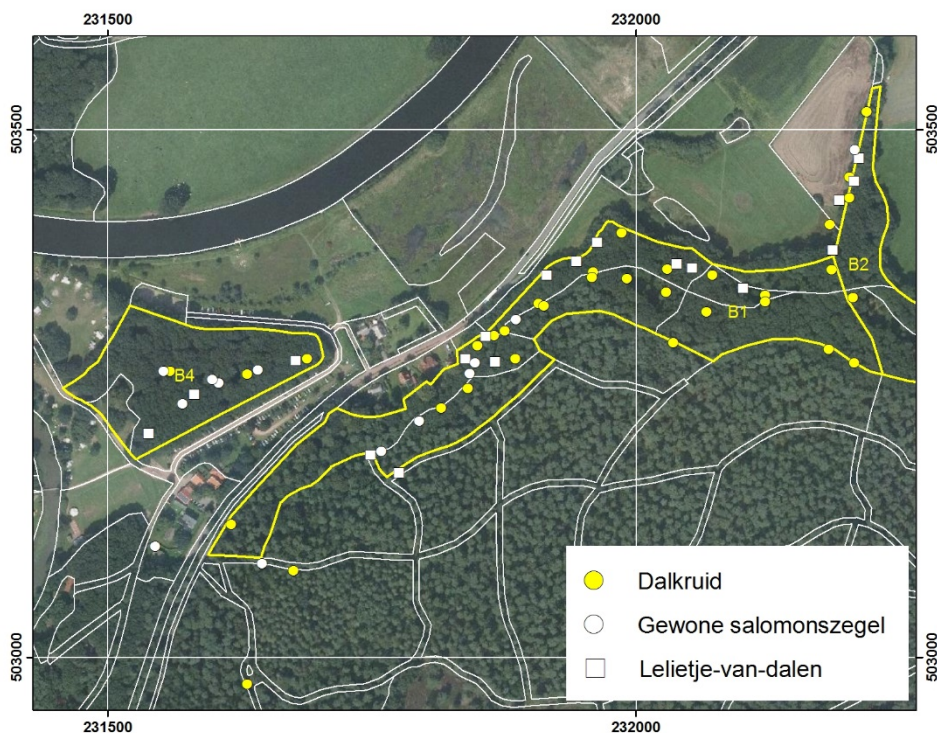 231500
232000
503500
503500
B2
B1
B4
Dalkruid
Gewone salomonszegel
Lelietje-van-dalen
503000
503000
231500
232000